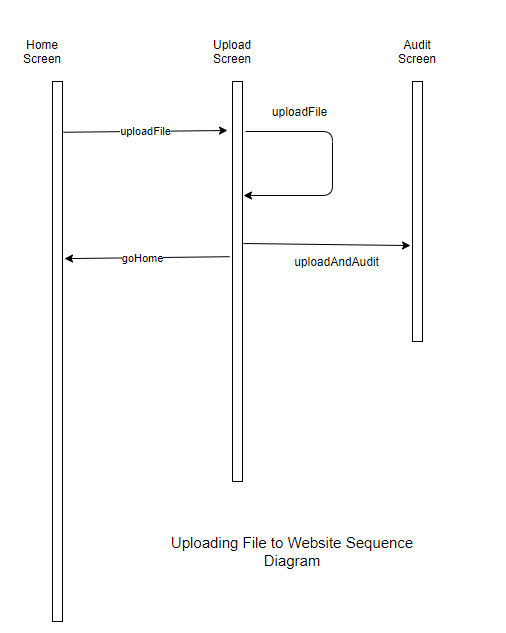 Home
Screen
Upload
Screen
Audit
Screen
uploadFile
uploadFile
uploadAndAudit
goHome
Uploading File to Website Sequence
Diagram